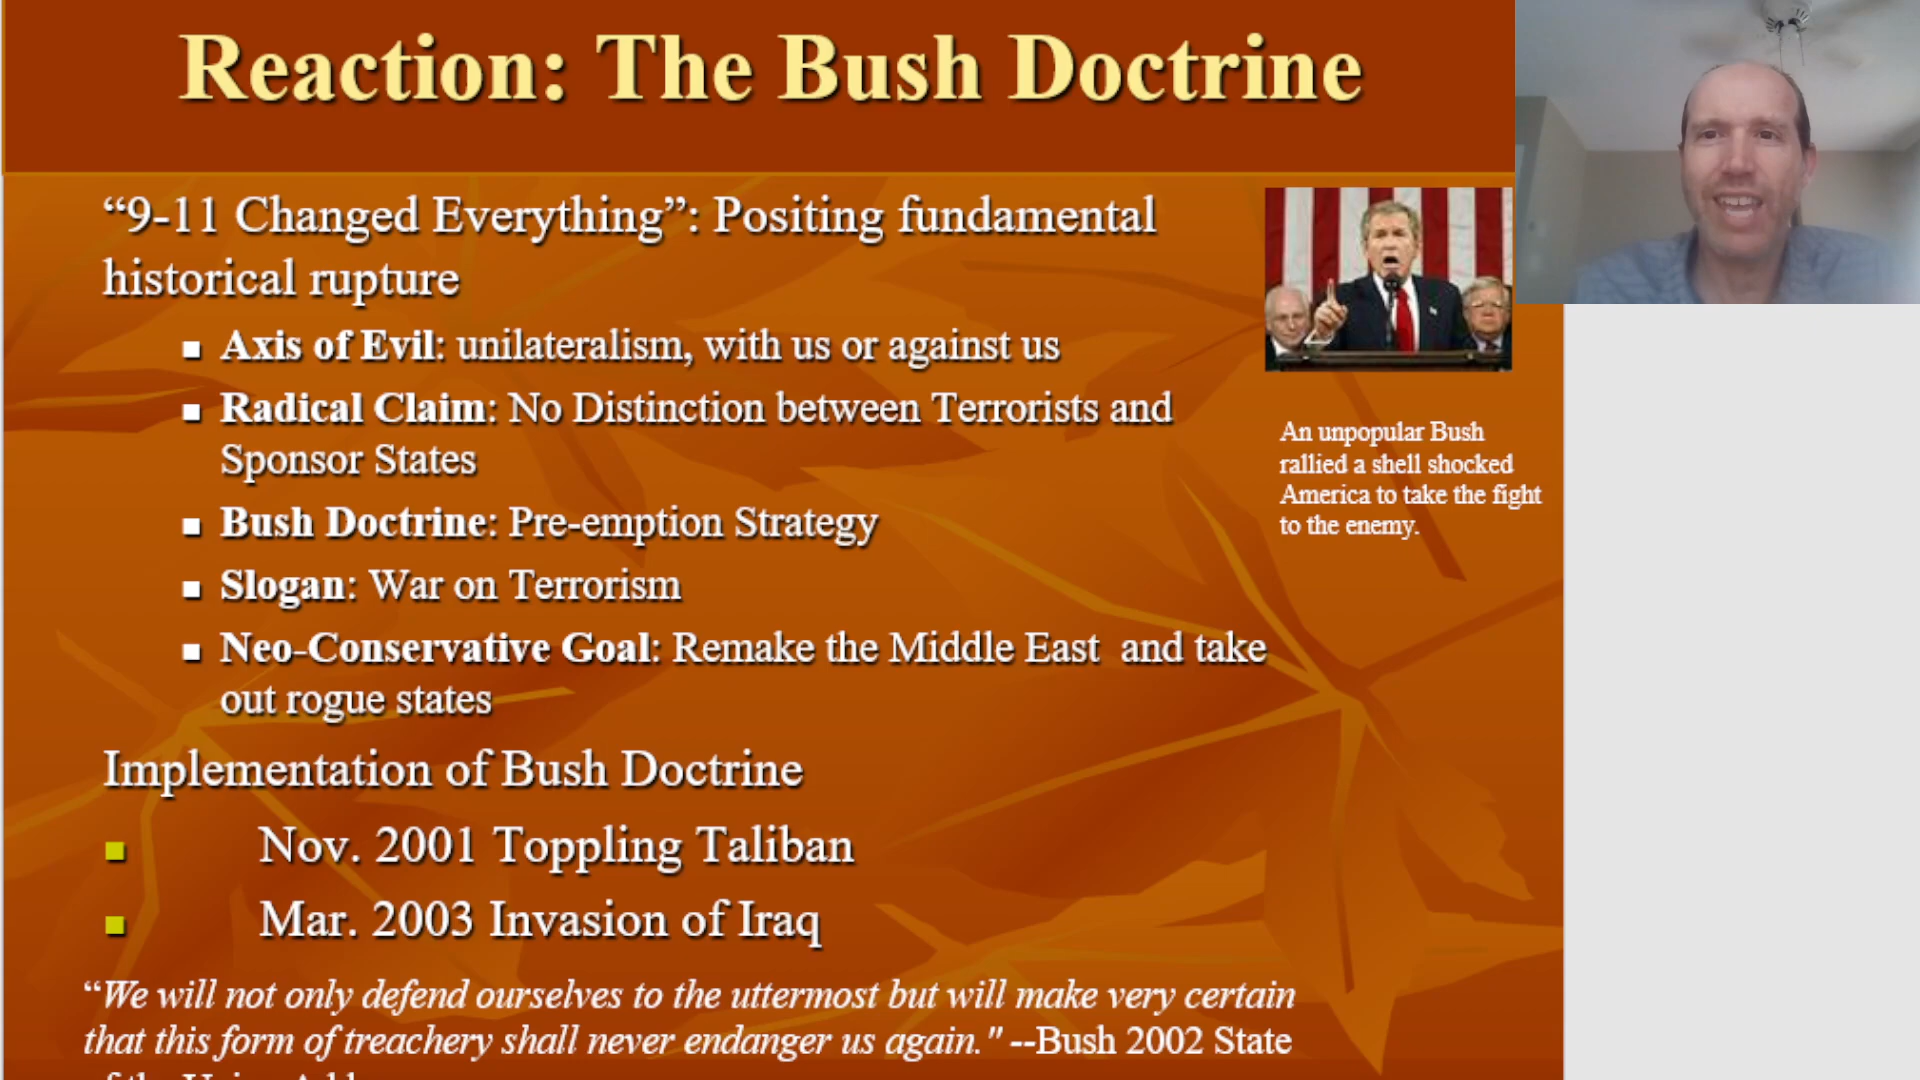 Reaction: The Bush Doctrine
“9-11 Changed Everything”: Positing fundamental
historical rupture
Axis of Evil: unilateralism, with us or against us
Radical Claim: No Distinction between Terrorists and
Sponsor States
Bush Doctrine: Pre-emption Strategy
Slogan: War on Terrorism
Neo-Conservative Goal: Remake the Middle East  and take
out rogue states
An unpopular Bush
rallied a shell shocked
America to take the fight
to the enemy.
Implementation of Bush Doctrine
Nov. 2001 Toppling Taliban
Mar. 2003 Invasion of Iraq
“We will not only defend ourselves to the uttermost but will make very certain
that this form of treachery shall never endanger us again." --Bush 2002 State